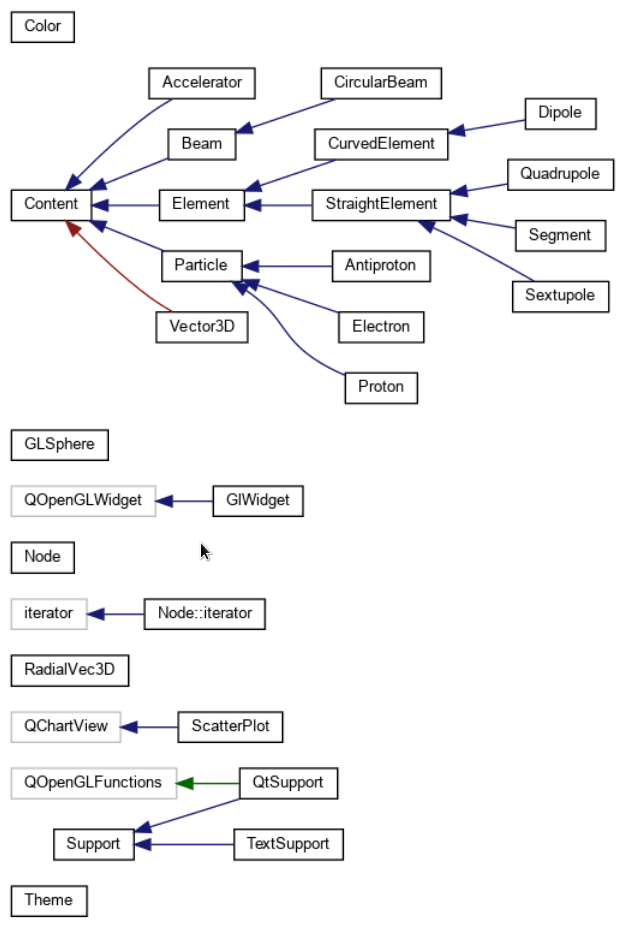 Color
Accelerator
CircularBeam
Dipole
Beam
CurvedElement
Quadrupole
Content
Element
StraightElement
Segment
Particle
Antiproton
Sextupole
Vector3D
Electron
Proton
GLSphere
QOpenGLWidget
GlWidget
Node
iterator
Node::iterator
RadialVec3D
QChartView
ScatterPlot
QOpenGLFunctions
QtSupport
Support
TextSupport
Theme